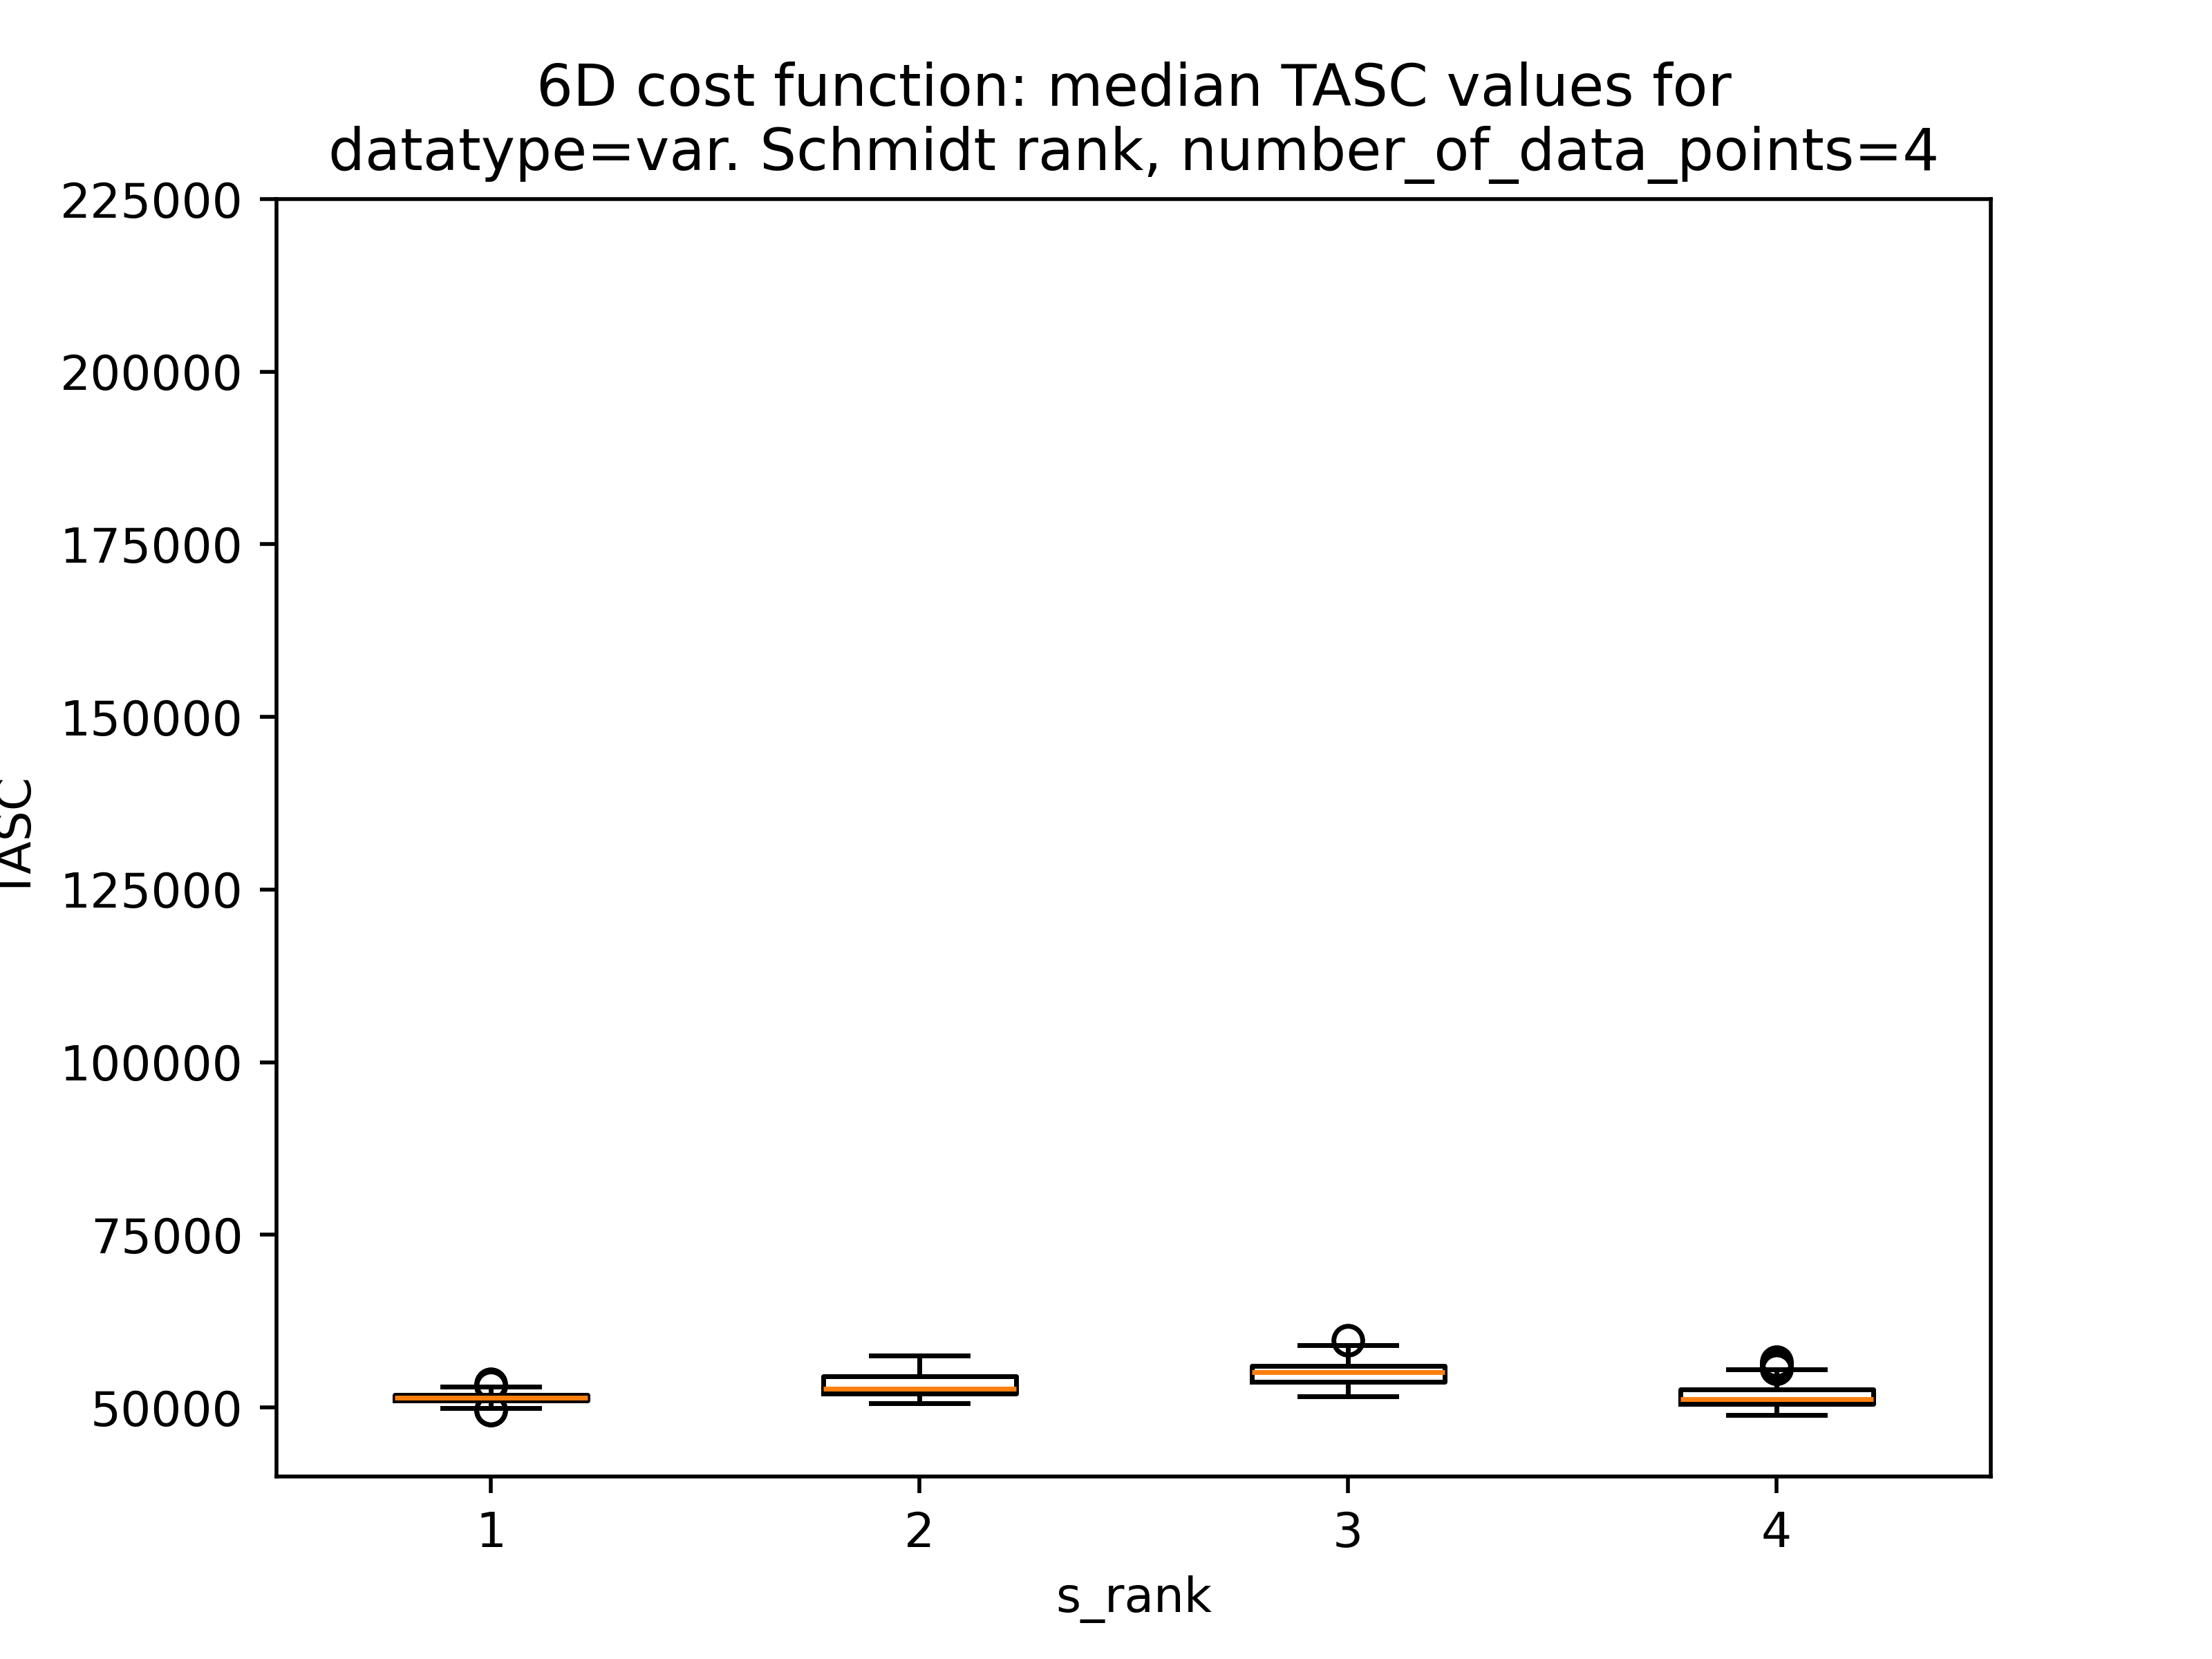 6D cost function: median TASC values for
datatype=var. Schmidt rank, number_of_data_points=4
225000
200000
175000
150000
125000
100000
75000
50000
TASC
1 2 3 4
s_rank